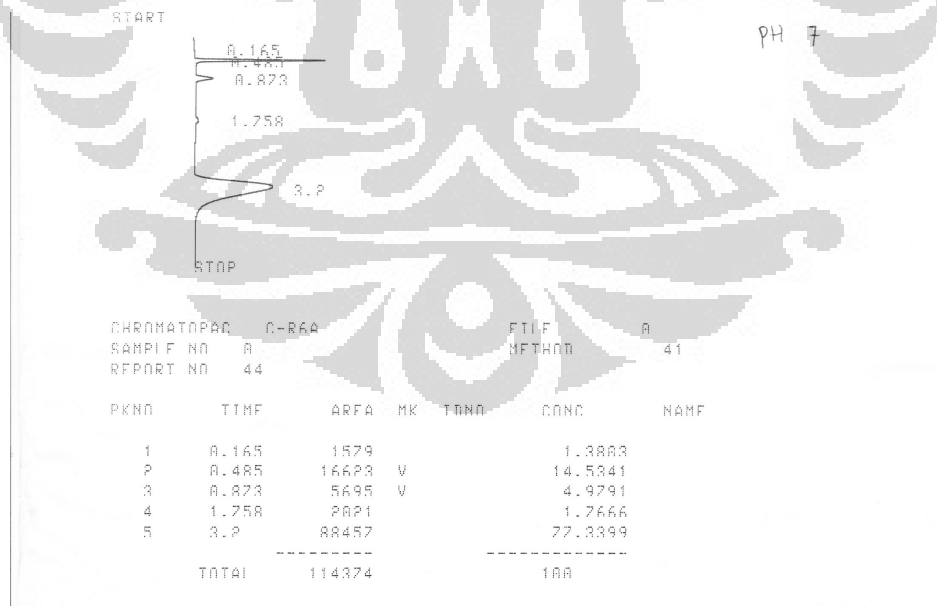 START
PH 7
0.165
0.485
0.873
1.758
3.2
STOP
CHROMATOPAC C-R6A FILE 0
SAMPLE NO 0 METHOD 41
REPORT NO 44
PKNO TIME AREA MK IDNO CONC NAME
1 0.165 1579 1.3803
2 0.485 16623 V 14.5341
3 0.873 5695 V 4.9791
4 1.758 2021 1.7666
5 3.2 88457 77.3399
TOTAL 114374 100